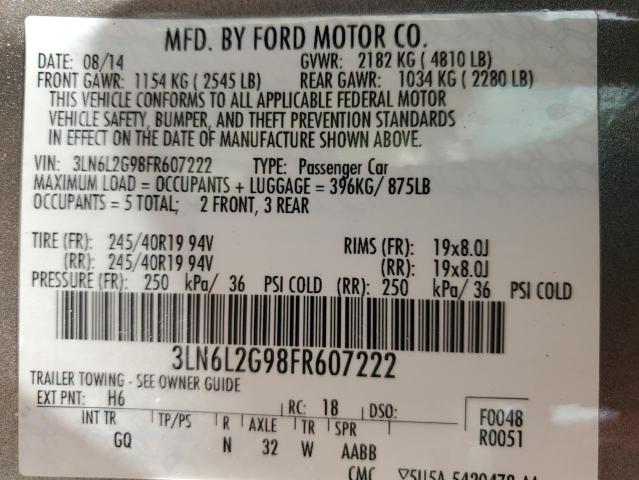 MFD. BY FORD MOTOR CO.
DATE: 08/14 GVWR: 2182 KG ( 4810 LB)
FRONT GAWR: 1154 KG ( 2545 LB) REAR GAWR: 1034 KG ( 2280 LB)
THIS VEHICLE CONFORMS TO ALL APPLICABLE FEDERAL MOTOR
VEHICLE SAFETY, BUMPER, AND THEFT PREVENTION STANDARDS
IN EFFECT ON THE DATE OF MANUFACTURE SHOWN ABOVE.
VIN: 3LN6L2G98FR607222 TYPE: Passenger Car
MAXIMUM LOAD = OCCUPANTS + LUGGAGE = 396KG/ 875LB
OCCUPANTS = 5 TOTAL; 2 FRONT, 3 REAR
TIRE (FR): 245/40R19 94V RIMS (FR): 19x8.0J
(RR): 245/40R19 94V (RR): 19x8.0J
PRESSURE (FR): 250 kPa/ 36 PSI COLD (RR): 250 kPa/ 36 PSI COLD
3LN6L2G98FR607222
TRAILER TOWING - SEE OWNER GUIDE
EXT PNT: H6 RC: 18 DSO: F0048
INT TR TP/PS R AXLE TR SPR R0051
GQ N 32 W AABB
CMC